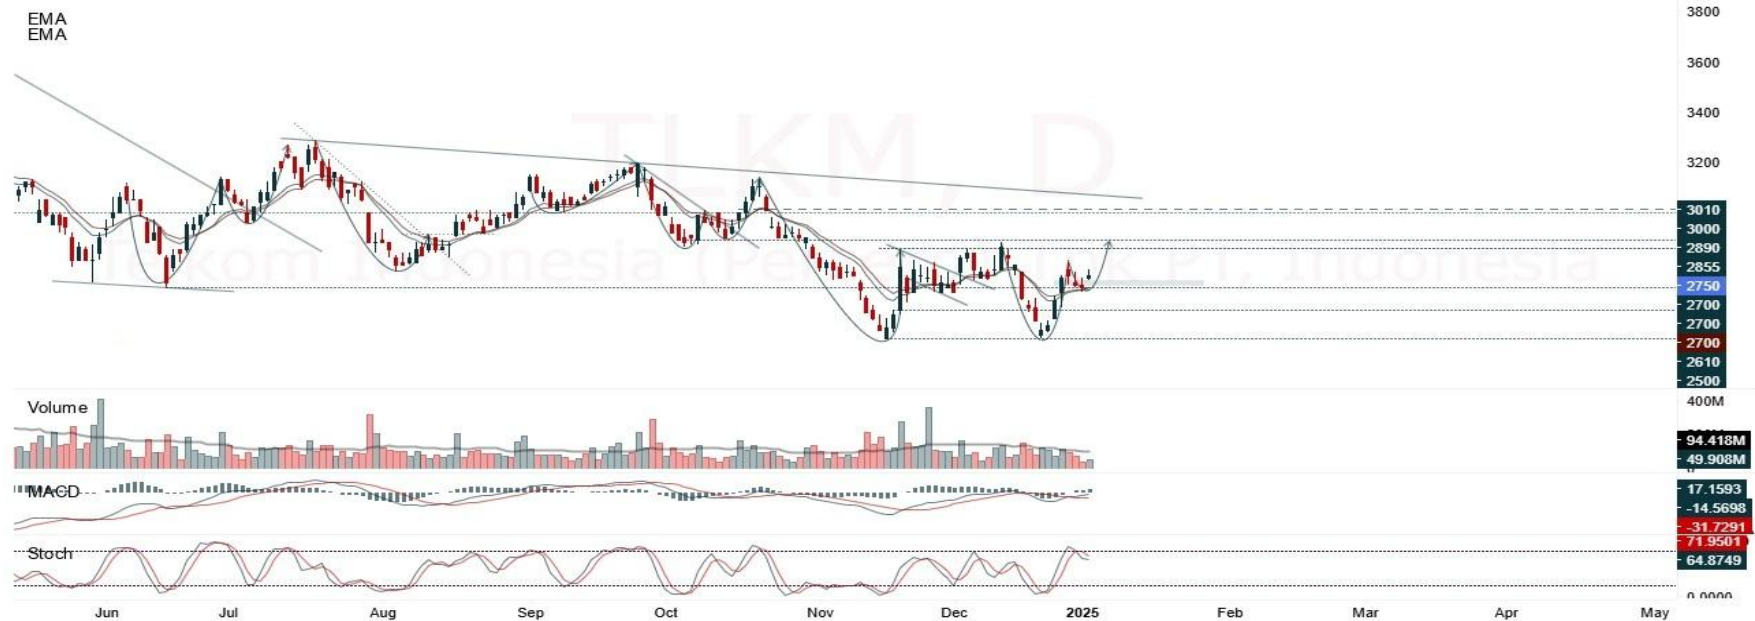 EMA
EMA
TLKM, D
Telkom Indonesia
PT. Indonesia
3800
3600
3400
3200
3010
3000
2890
2855
2750
2700
2700
2700
2610
2500
Volume
400M
94.418M
49.908M
MACD
17.1593
-14.5698
-31.7291
Stoch
71.9501
64.8749
0.0000
Jun Jul Aug Sep Oct Nov Dec 2025 Feb Mar Apr May